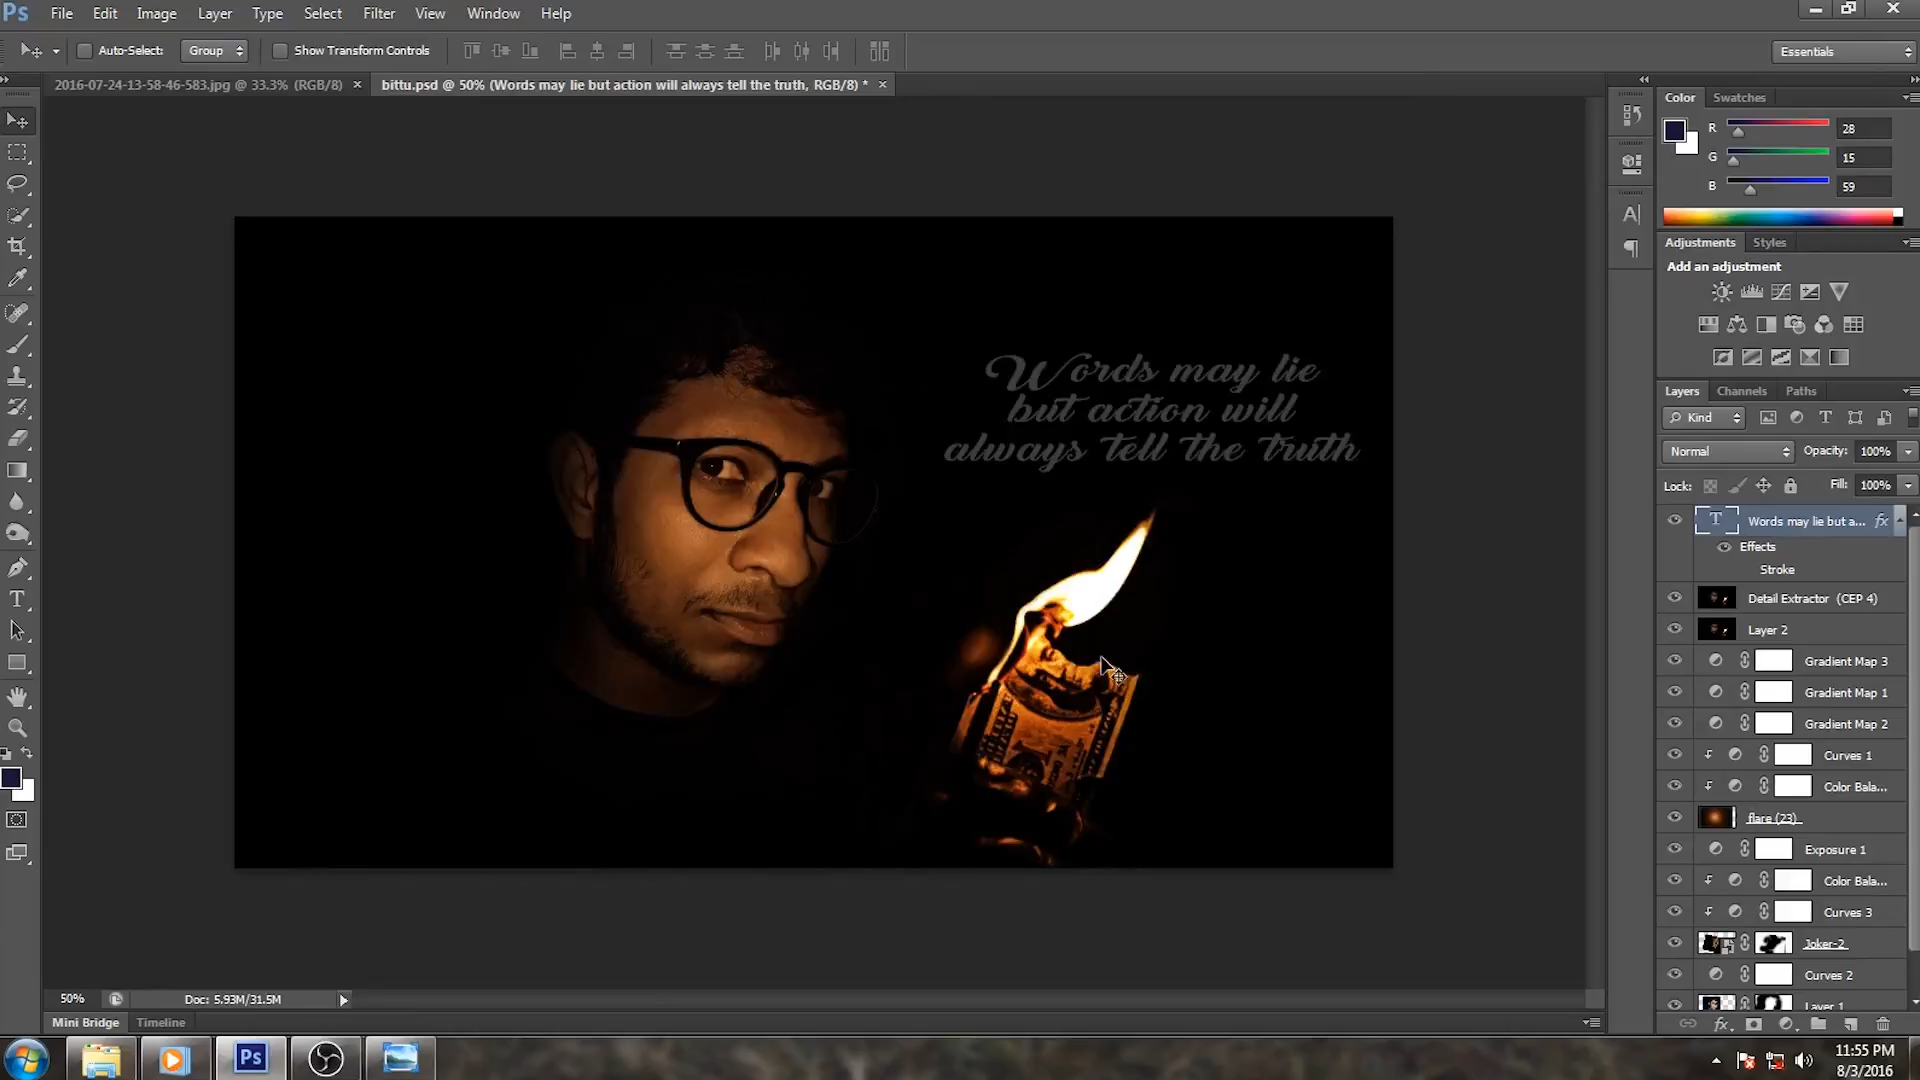 Ps File Edit Image Layer Type Select Filter View Window Help
Auto-Select: Group Show Transform Controls Essentials
2016-07-24-13-58-46-583.jpg @ 33.3% (RGB/8) × bittu.psd @ 50% (Words may lie but action will always tell the truth, RGB/8) * ×
Color Swatches
R 28
G 15
B 59
Adjustments Styles
Add an adjustment
Words may lie
but action will
always tell the truth
Layers Channels Paths
Kind
Normal Opacity: 100%
Lock: Fill: 100%
Words may lie but a... fx
Effects
Stroke
Detail Extractor (CEP 4)
Layer 2
Gradient Map 3
Gradient Map 1
Gradient Map 2
Curves 1
Color Bala...
flare (23)
Exposure 1
Color Bala...
Curves 3
Joker-2
Curves 2
Layer 1
50% Doc: 5.93M/31.5M
Mini Bridge Timeline
Ps
11:55 PM
8/3/2016